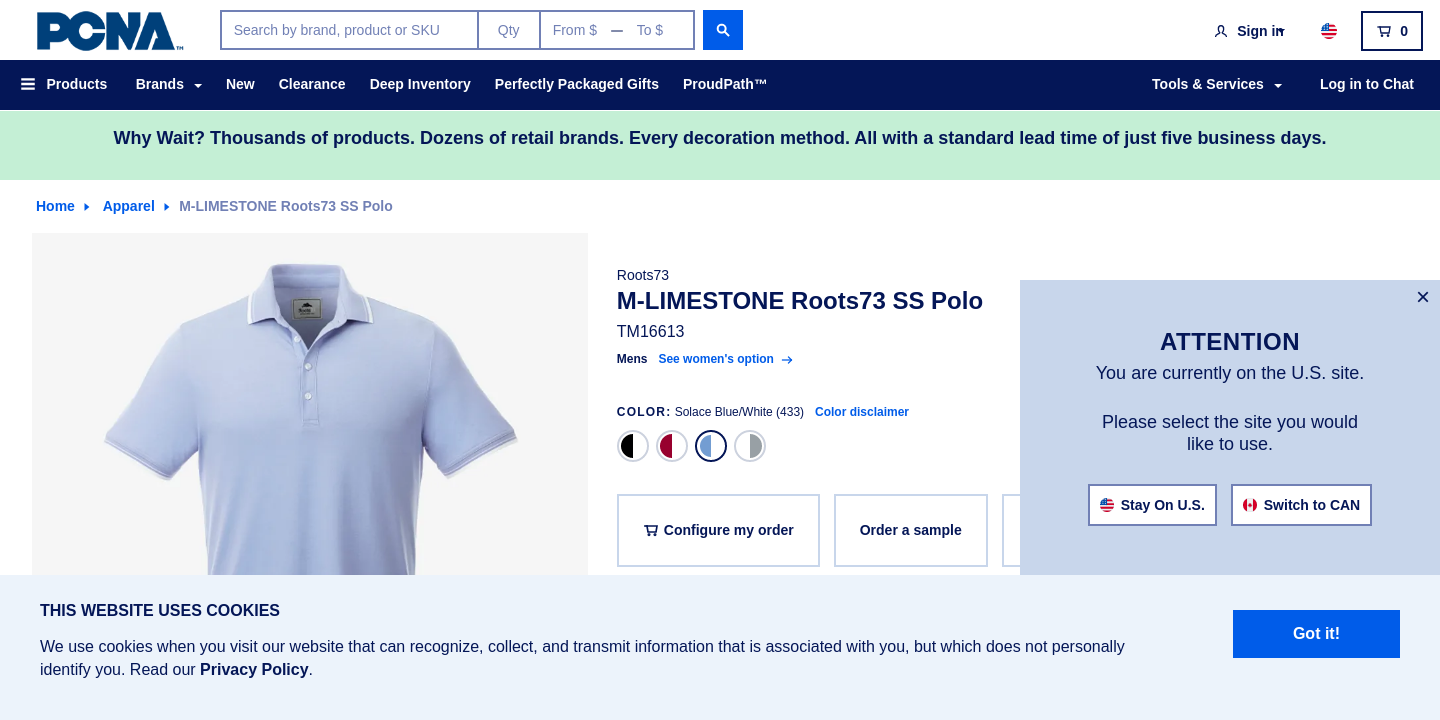 PCNA™
Search by brand, product or SKU
Qty
From $ — To $
Sign in
0
Products
Brands
New
Clearance
Deep Inventory
Perfectly Packaged Gifts
ProudPath™
Tools & Services
Log in to Chat
Why Wait? Thousands of products. Dozens of retail brands. Every decoration method. All with a standard lead time of just five business days.
Home
Apparel
M-LIMESTONE Roots73 SS Polo
Roots73
M-LIMESTONE Roots73 SS Polo
TM16613
Mens See women's option
COLOR: Solace Blue/White (433) Color disclaimer
Configure my order
Order a sample
×
ATTENTION
You are currently on the U.S. site.
Please select the site you would
like to use.
Stay On U.S.
Switch to CAN
THIS WEBSITE USES COOKIES
We use cookies when you visit our website that can recognize, collect, and transmit information that is associated with you, but which does not personally
identify you. Read our Privacy Policy.
Got it!